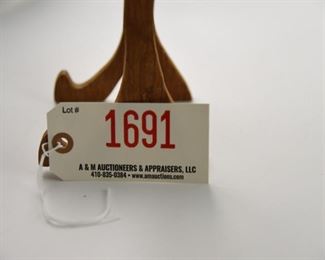 Lot #
1691
A & M AUCTIONEERS & APPRAISERS, LLC
410-835-0384 • www.amauctions.com